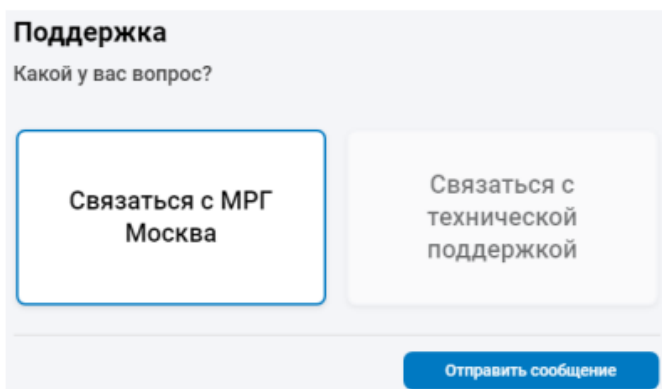 Поддержка
Какой у вас вопрос?
Связаться с МРГ
Москва
Связаться с
технической
поддержкой
Отправить сообщение